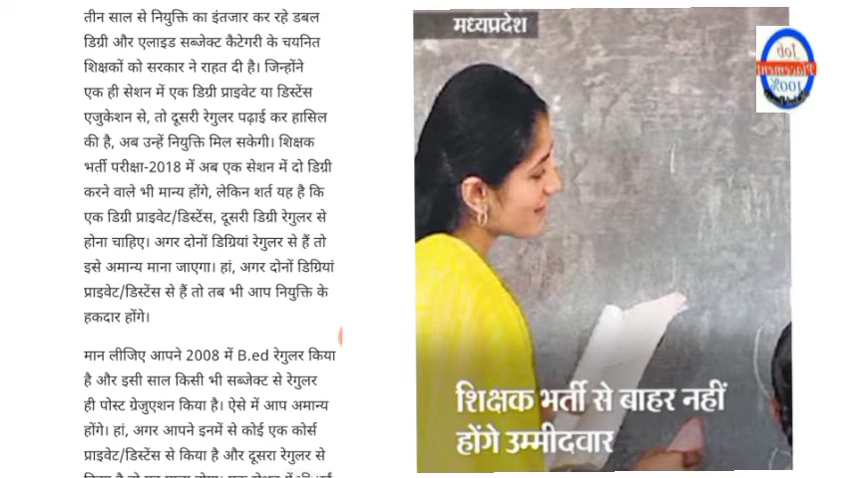 तीन साल से नियुक्ति का इंतजार कर रहे डबल
डिग्री और एलाइड सब्जेक्ट कैटेगरी के चयनित
शिक्षकों को सरकार ने राहत दी है। जिन्होंने
एक ही सेशन में एक डिग्री प्राइवेट या डिस्टेंस
एजुकेशन से, तो दूसरी रेगुलर पढ़ाई कर हासिल
की है, अब उन्हें नियुक्ति मिल सकेगी। शिक्षक
भर्ती परीक्षा-2018 में अब एक सेशन में दो डिग्री
करने वाले भी मान्य होंगे, लेकिन शर्त यह है कि
एक डिग्री प्राइवेट/डिस्टेंस, दूसरी डिग्री रेगुलर से
होना चाहिए। अगर दोनों डिग्रियां रेगुलर से हैं तो
इसे अमान्य माना जाएगा। हां, अगर दोनों डिग्रियां
प्राइवेट/डिस्टेंस से हैं तो तब भी आप नियुक्ति के
हकदार होंगे।
मान लीजिए आपने 2008 में B.ed रेगुलर किया
है और इसी साल किसी भी सब्जेक्ट से रेगुलर
ही पोस्ट ग्रेजुएशन किया है। ऐसे में आप अमान्य
होंगे। हां, अगर आपने इनमें से कोई एक कोर्स
प्राइवेट/डिस्टेंस से किया है और दूसरा रेगुलर से
मध्यप्रदेश
शिक्षक भर्ती से बाहर नहीं
होंगे उम्मीदवार
Job
Placement
100%